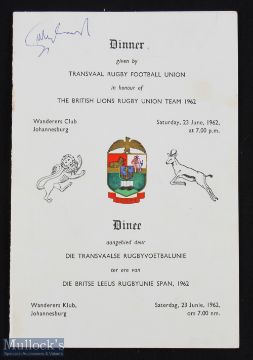 Dinner
given by
TRANSVAAL RUGBY FOOTBALL UNION
in honour of
THE BRITISH LIONS RUGBY UNION TEAM 1962
Wanderers Club Saturday, 23 June, 1962,
Johannesburg at 7.00 p.m.
Dinee
aangebied deur
DIE TRANSVAALSE RUGBYVOETBALUNIE
ter ere van
DIE BRITSE LEEUS RUGBYUNIE SPAN, 1962
Wanderers Klub, Saterdag, 23 Junie, 1962,
Johannesburg om 7.00 nm.
Mullock's